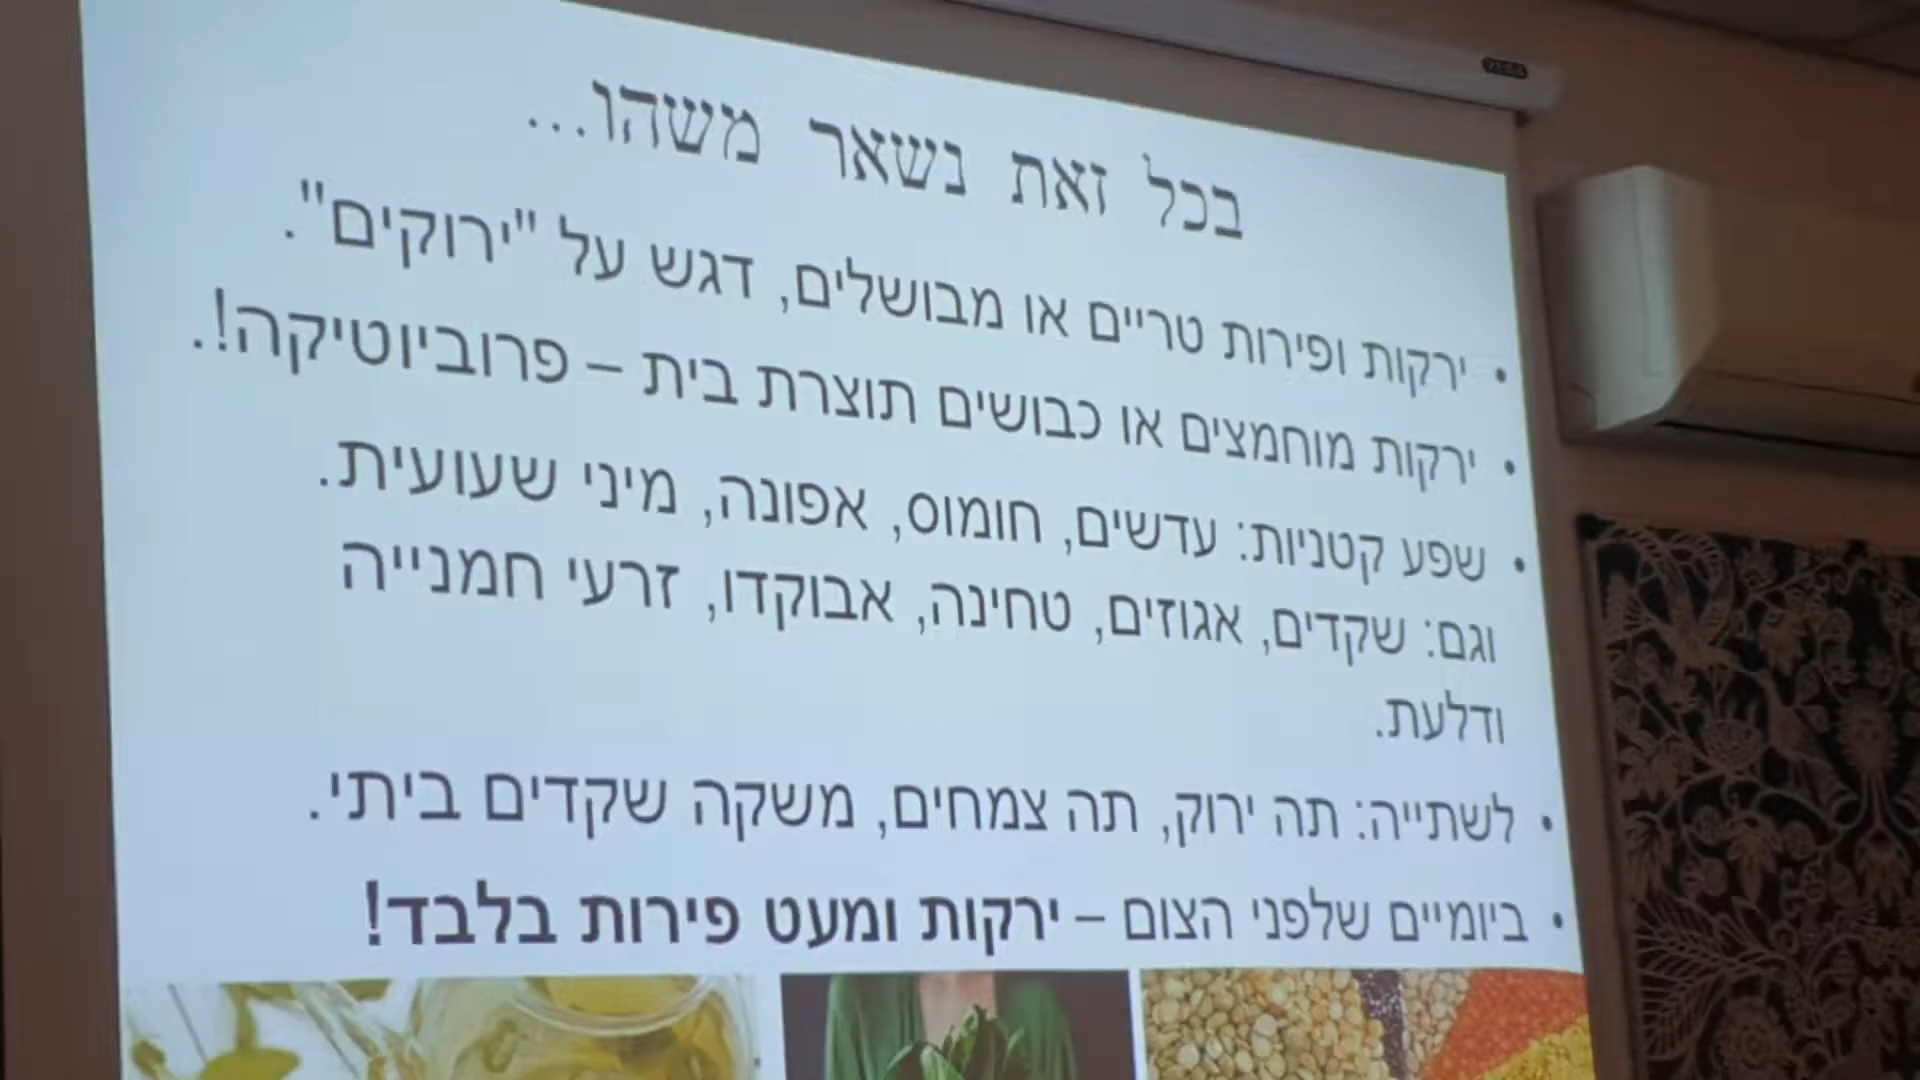 בכל זאת נשאר משהו...
• ירקות ופירות טריים או מבושלים, דגש על "ירוקים".
• ירקות מוחמצים או כבושים תוצרת בית – פרוביוטיקה!.
• שפע קטניות: עדשים, חומוס, אפונה, מיני שעועית.
וגם: שקדים, אגוזים, טחינה, אבוקדו, זרעי חמנייה
ודלעת.
• לשתייה: תה ירוק, תה צמחים, משקה שקדים ביתי.
• ביומיים שלפני הצום – ירקות ומעט פירות בלבד!